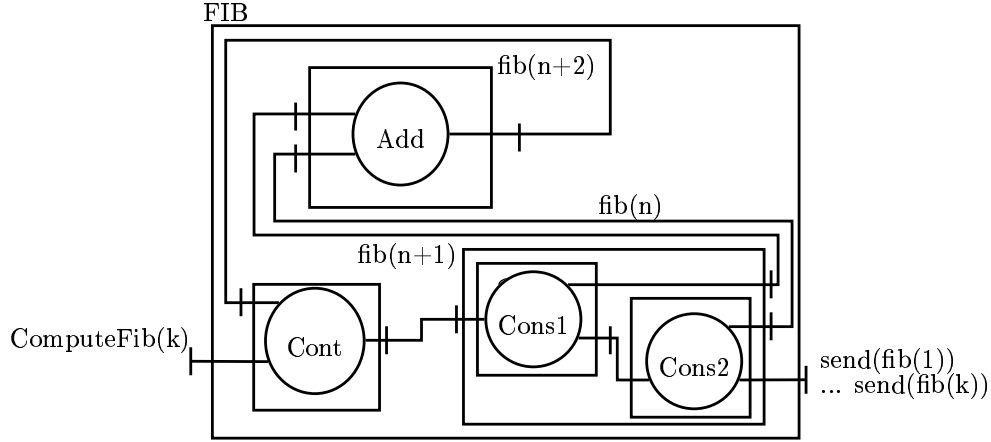 FIB
fib(n+2)
Add
fib(n)
fib(n+1)
Cons1
ComputeFib(k)
Cont
Cons2
send(fib(1))
... send(fib(k))